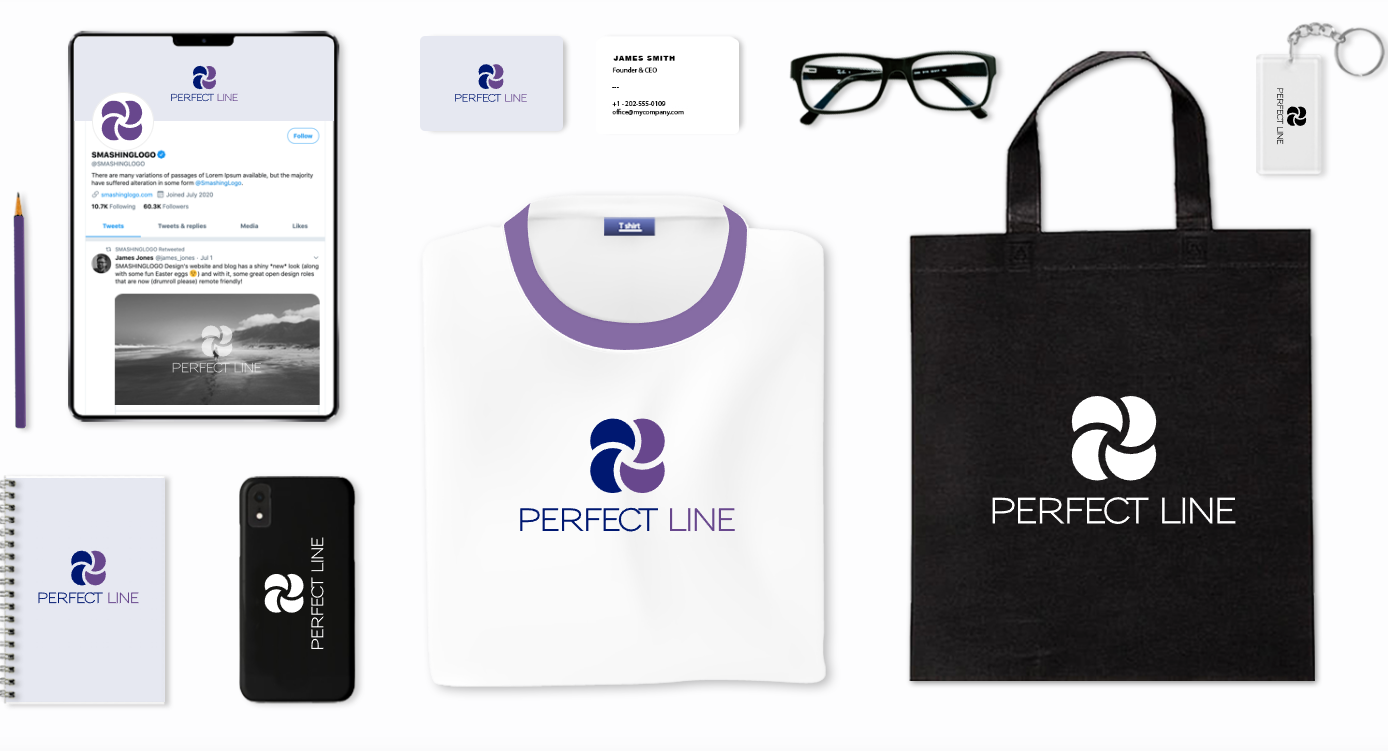 PERFECT LINE
Follow
SMASHINGLOGO
@SMASHINGLOGO
There are many variations of passages of Lorem Ipsum available, but the majority
have suffered alteration in some form @SmashingLogo.
smashinglogo.com Joined July 2020
10.7K Following 60.3K Followers
Tweets Tweets & replies Media Likes
SMASHINGLOGO Retweeted
James Jones @james_jones · Jul 1
SMASHINGLOGO Design's website and blog has a shiny *new* look (along
with some fun Easter eggs 😉) and with it, some great open design roles
that are now (drumroll please) remote friendly!
PERFECT LINE
PERFECT LINE
JAMES SMITH
Founder & CEO
---
+1 - 202-555-0109
office@mycompany.com
PERFECT LINE
T shirt
PERFECT LINE
PERFECT LINE
PERFECT LINE
PERFECT LINE